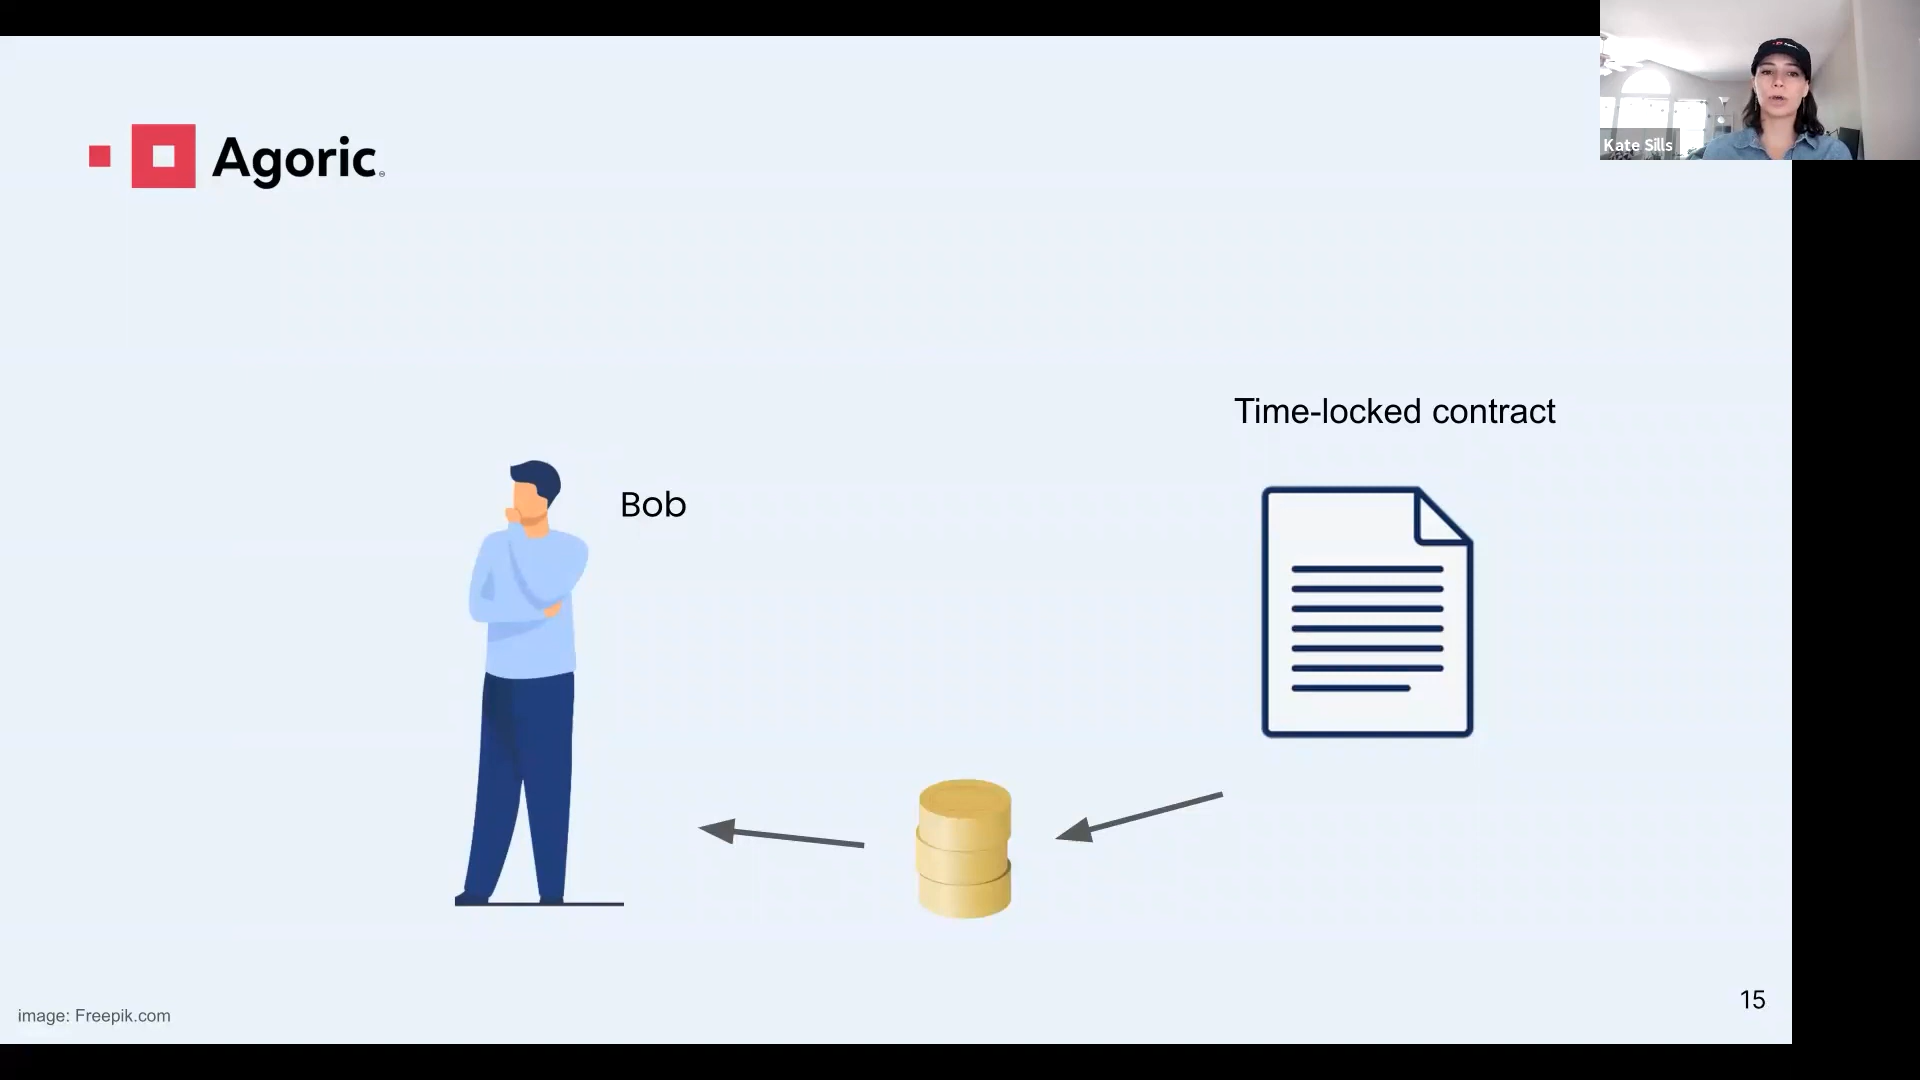 Kate Sills
Agoric
Time-locked contract
Bob
15
image: Freepik.com